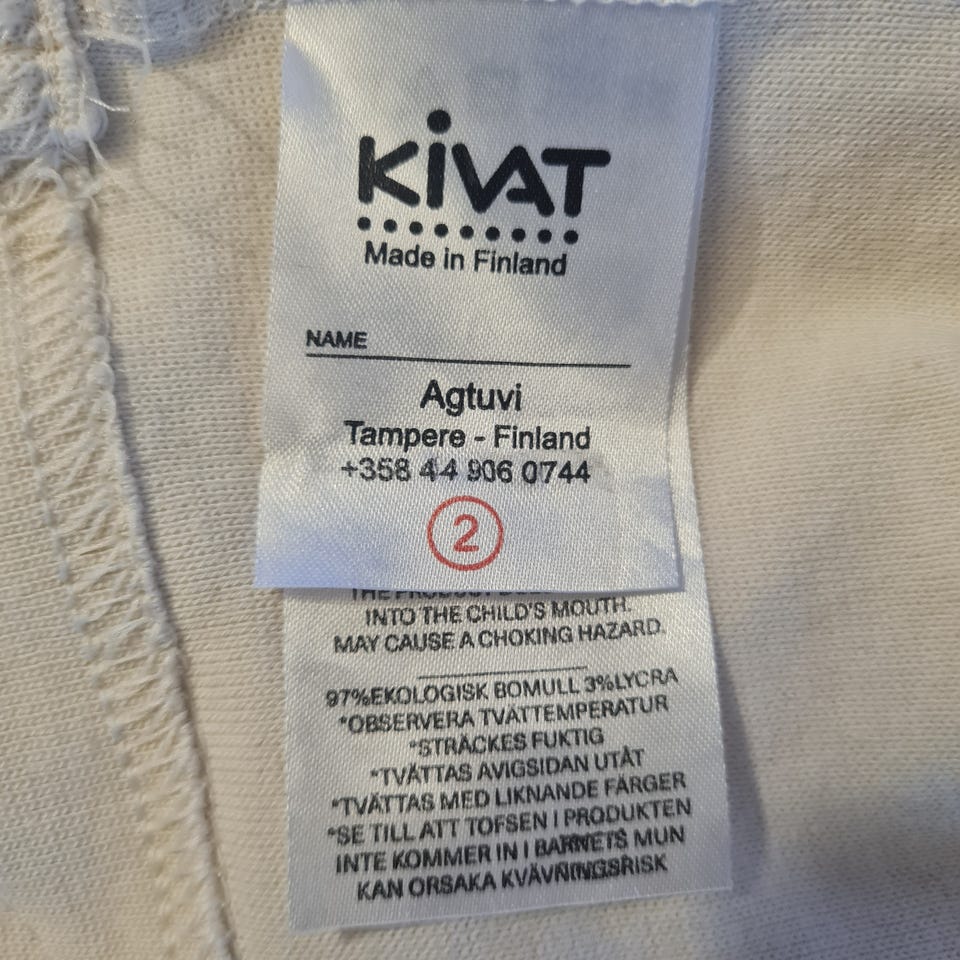 KIVAT
Made in Finland
NAME
Agtuvi
Tampere - Finland
+358 44 906 0744
2
THE PRODUCT
INTO THE CHILD'S MOUTH.
MAY CAUSE A CHOKING HAZARD.
97%EKOLOGISK BOMULL 3%LYCRA
*OBSERVERA TVÄTTEMPERATUR
*STRÄCKES FUKTIG
*TVÄTTAS AVIGSIDAN UTÅT
*TVÄTTAS MED LIKNANDE FÄRGER
*SE TILL ATT TOFSEN I PRODUKTEN
INTE KOMMER IN I BARNETS MUN
KAN ORSAKA KVÄVNINGSRISK